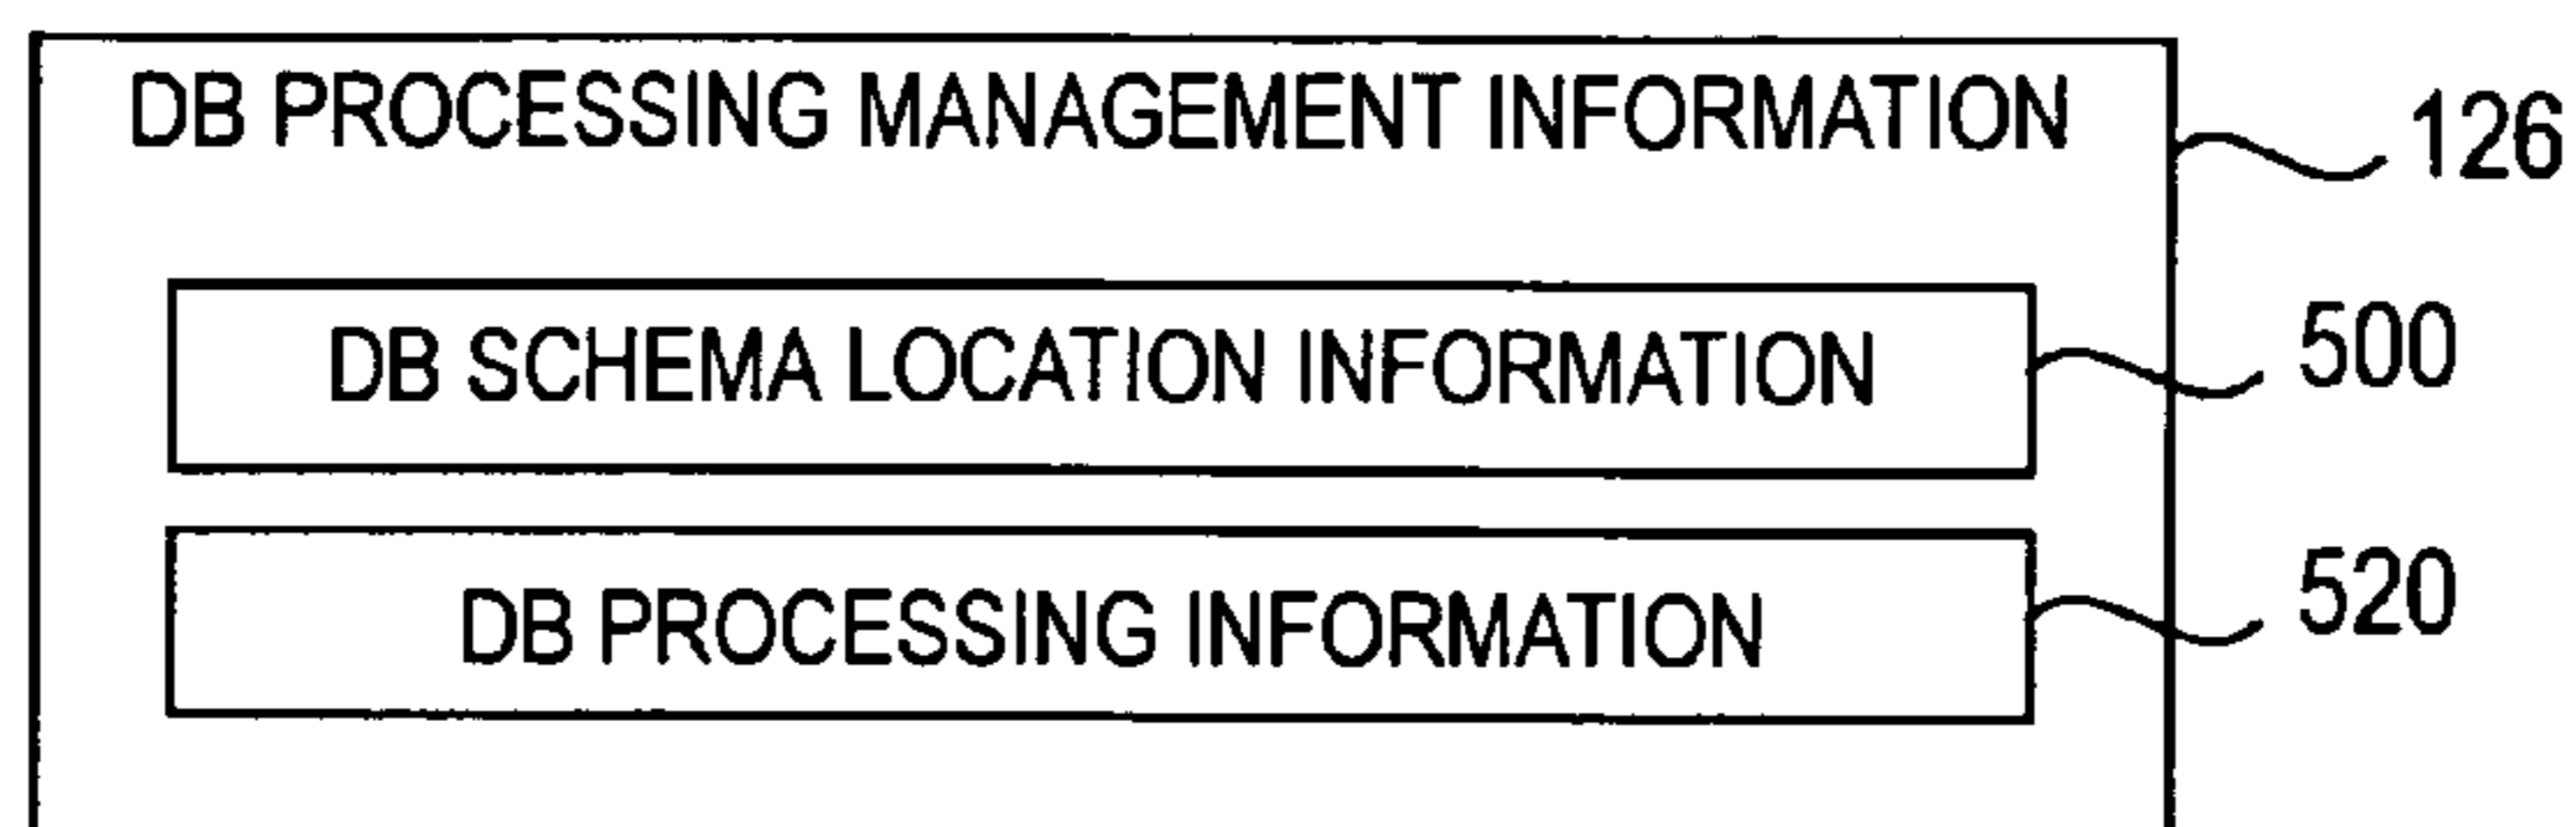 DB PROCESSING MANAGEMENT INFORMATION
126
DB SCHEMA LOCATION INFORMATION
500
DB PROCESSING INFORMATION
520